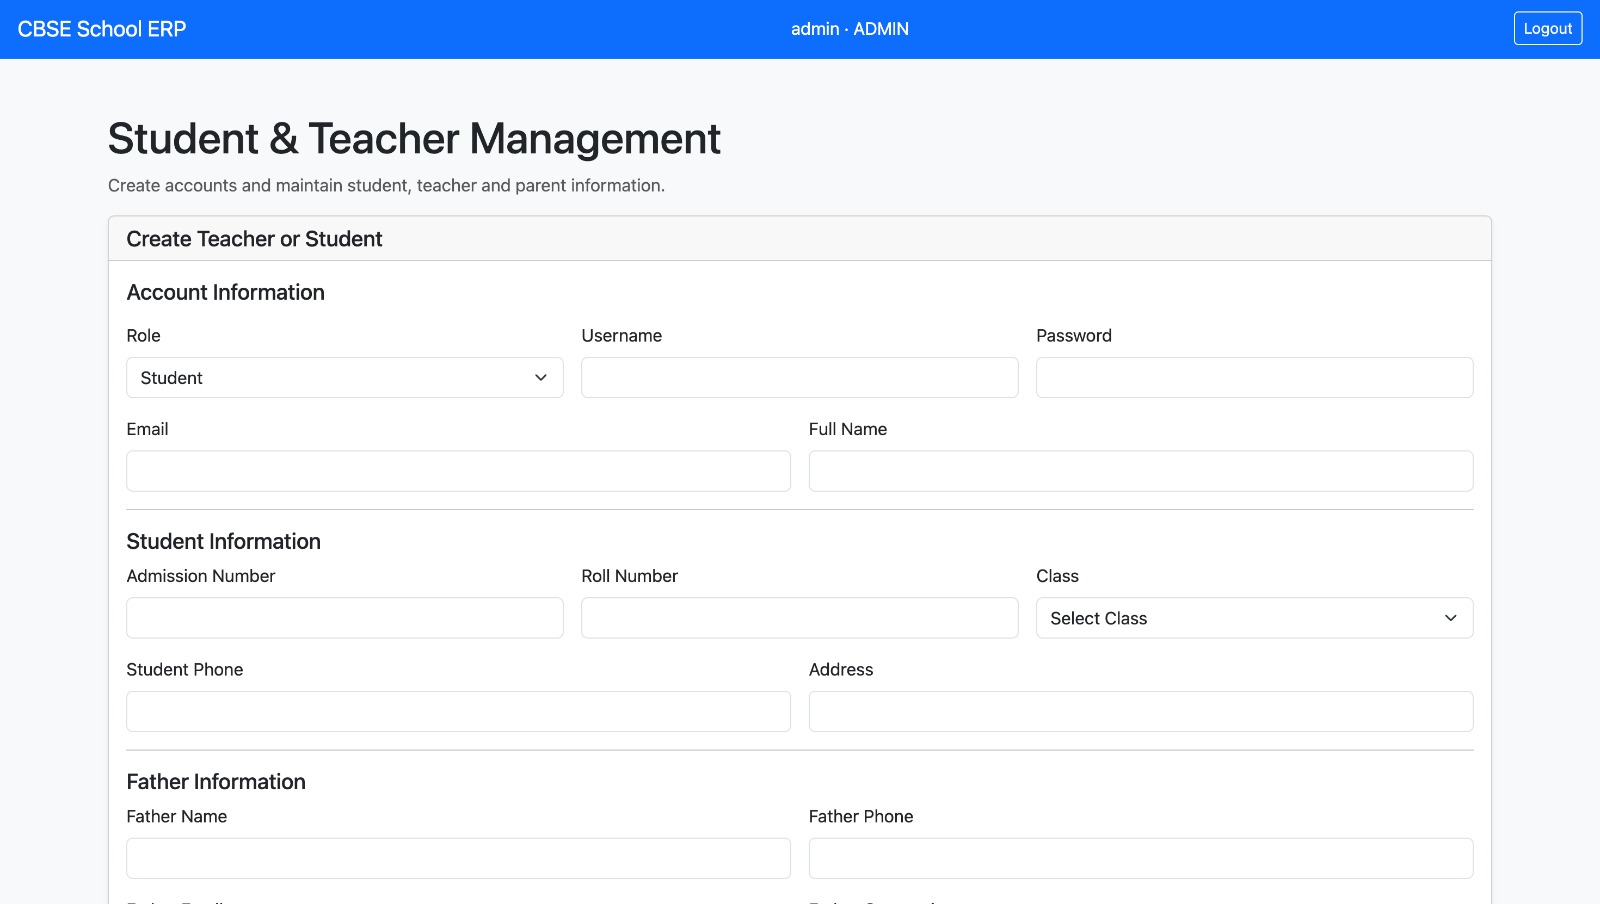 CBSE School ERP
admin · ADMIN
Logout
Student & Teacher Management
Create accounts and maintain student, teacher and parent information.
Create Teacher or Student
Account Information
Role
Username
Password
Student
Email
Full Name
Student Information
Admission Number
Roll Number
Class
Select Class
Student Phone
Address
Father Information
Father Name
Father Phone